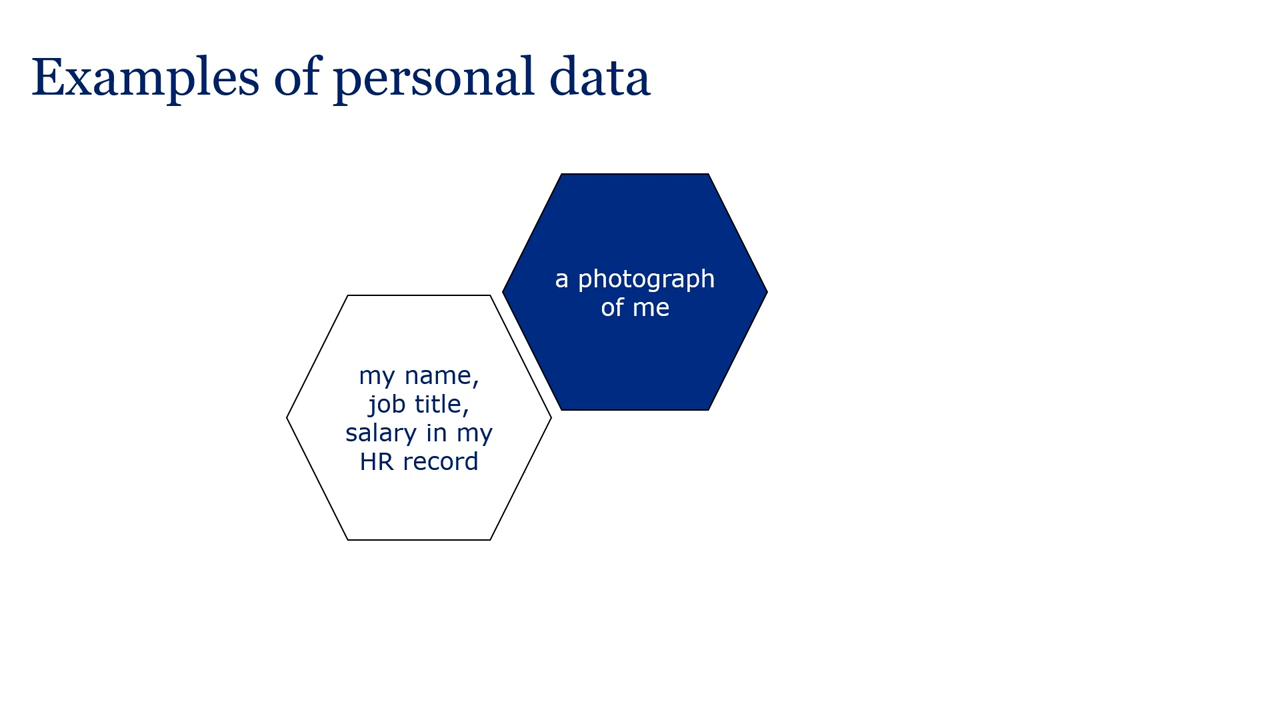 Examples of personal data
a photograph
of me
my name,
job title,
salary in my
HR record